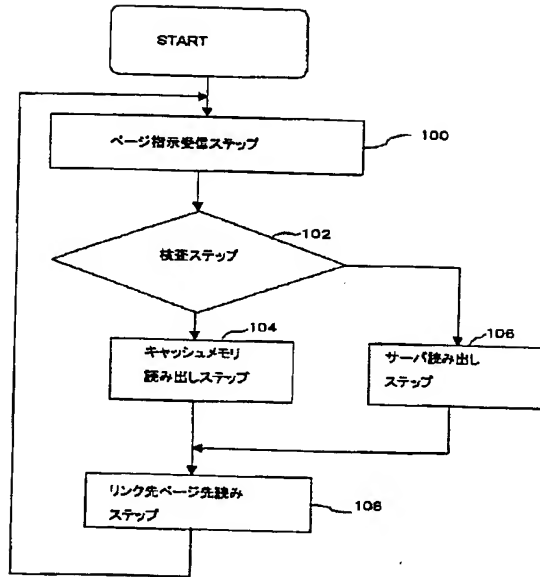 START
ページ指示受信ステップ
100
検査ステップ
102
キャッシュメモリ
読み出しステップ
104
サーバ読み出し
ステップ
106
リンク先ページ先読み
ステップ
108